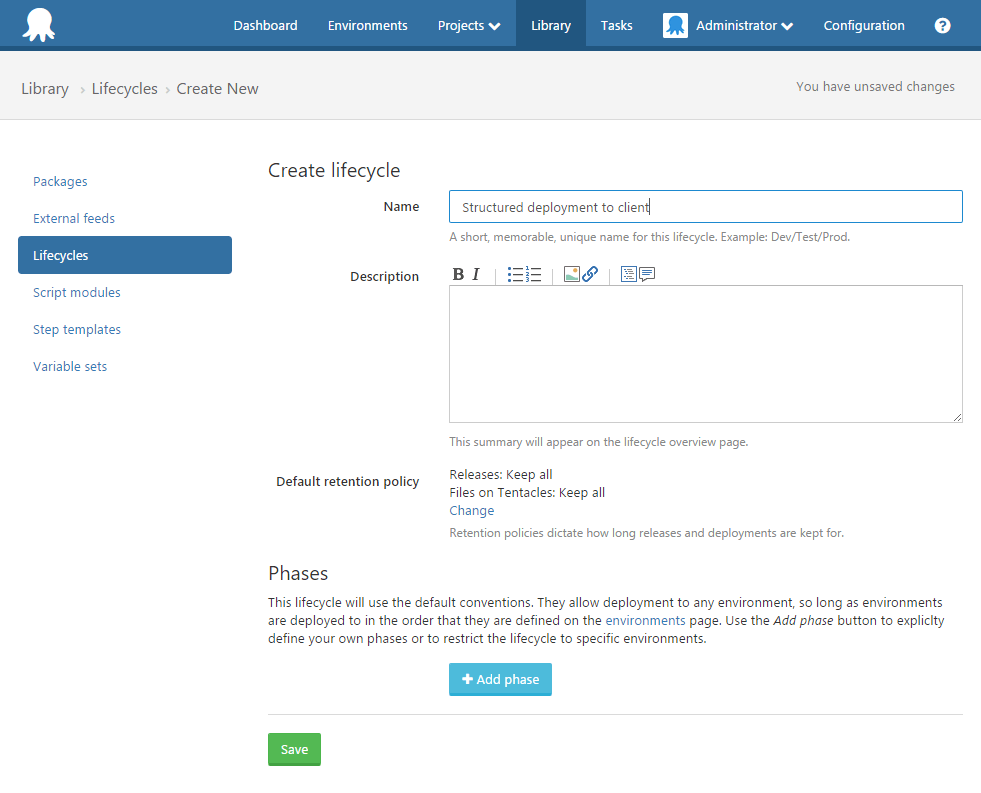 Dashboard Environments Projects Library Tasks Administrator Configuration ?
Library › Lifecycles › Create New
You have unsaved changes
Packages
External feeds
Lifecycles
Script modules
Step templates
Variable sets
Create lifecycle
Name
Structured deployment to client
A short, memorable, unique name for this lifecycle. Example: Dev/Test/Prod.
Description
B I
This summary will appear on the lifecycle overview page.
Default retention policy
Releases: Keep all
Files on Tentacles: Keep all
Change
Retention policies dictate how long releases and deployments are kept for.
Phases
This lifecycle will use the default conventions. They allow deployment to any environment, so long as environments
are deployed to in the order that they are defined on the environments page. Use the Add phase button to expliclty
define your own phases or to restrict the lifecycle to specific environments.
+ Add phase
Save